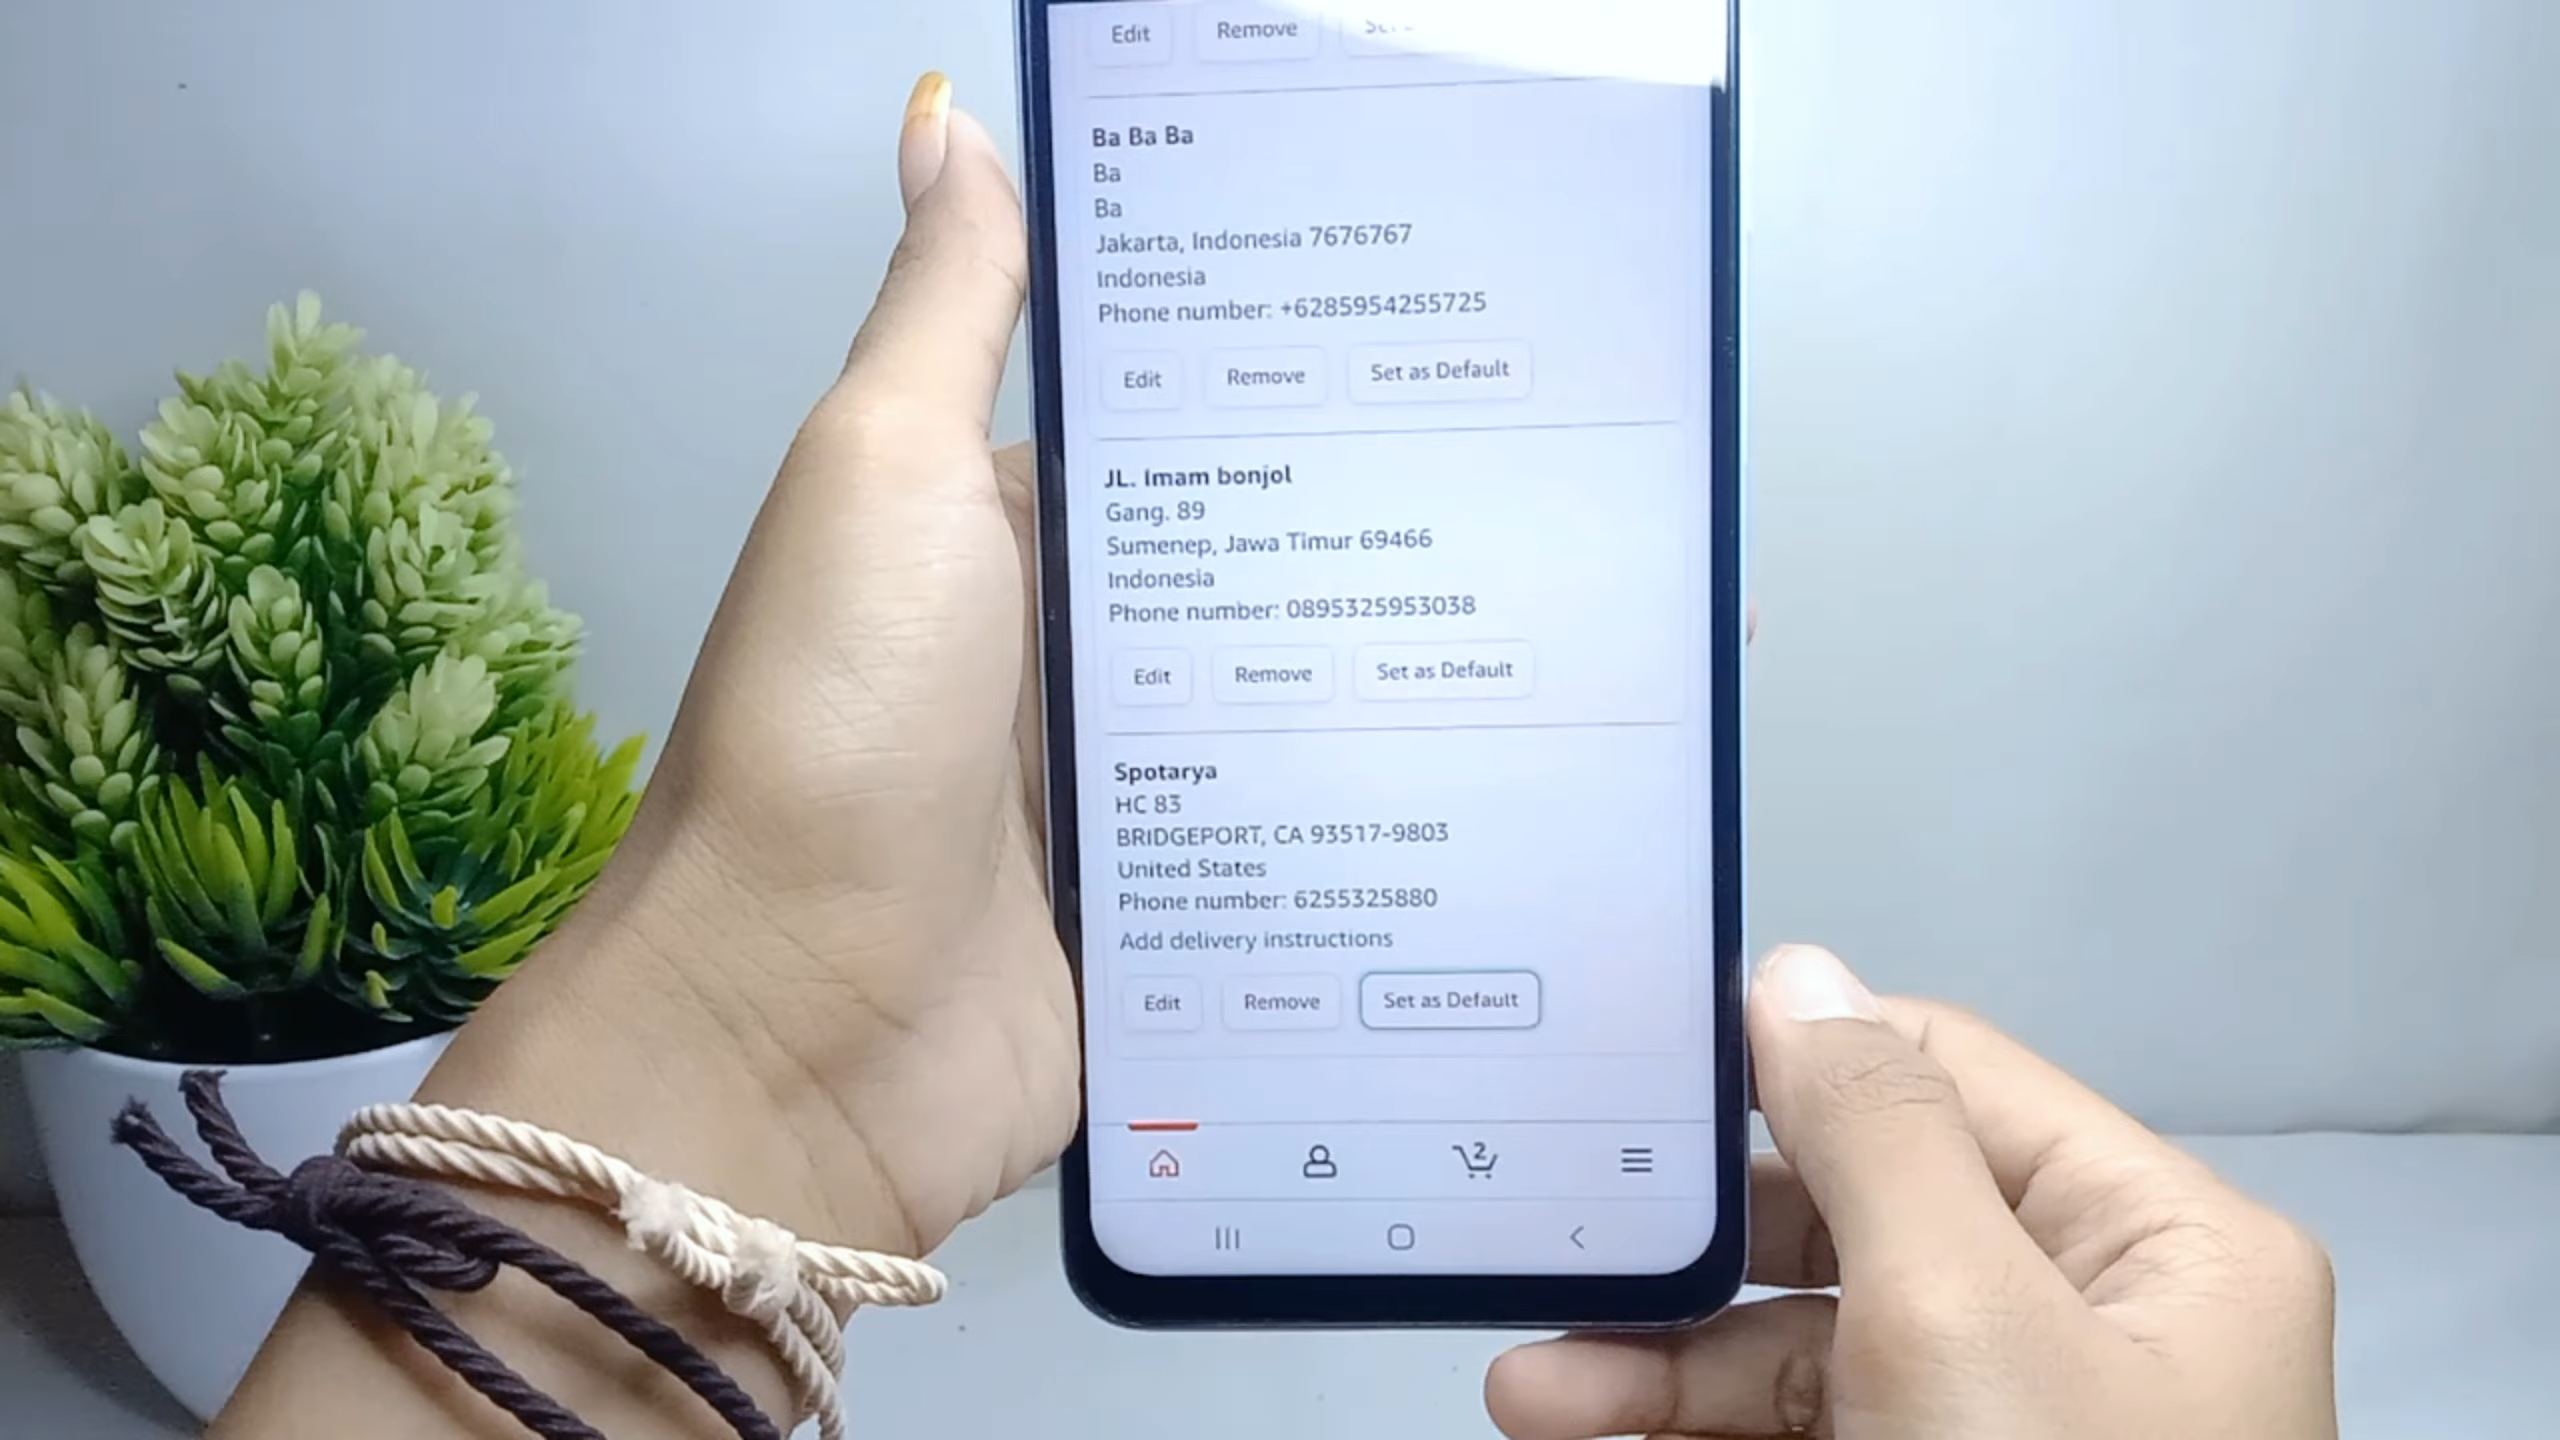 Edit Remove
Ba Ba Ba
Ba
Ba
Jakarta, Indonesia 7676767
Indonesia
Phone number: +6285954255725
Edit Remove Set as Default
JL. Imam bonjol
Gang. 89
Sumenep, Jawa Timur 69466
Indonesia
Phone number: 0895325953038
Edit Remove Set as Default
Spotarya
HC 83
BRIDGEPORT, CA 93517-9803
United States
Phone number: 6255325880
Add delivery instructions
Edit Remove Set as Default
2